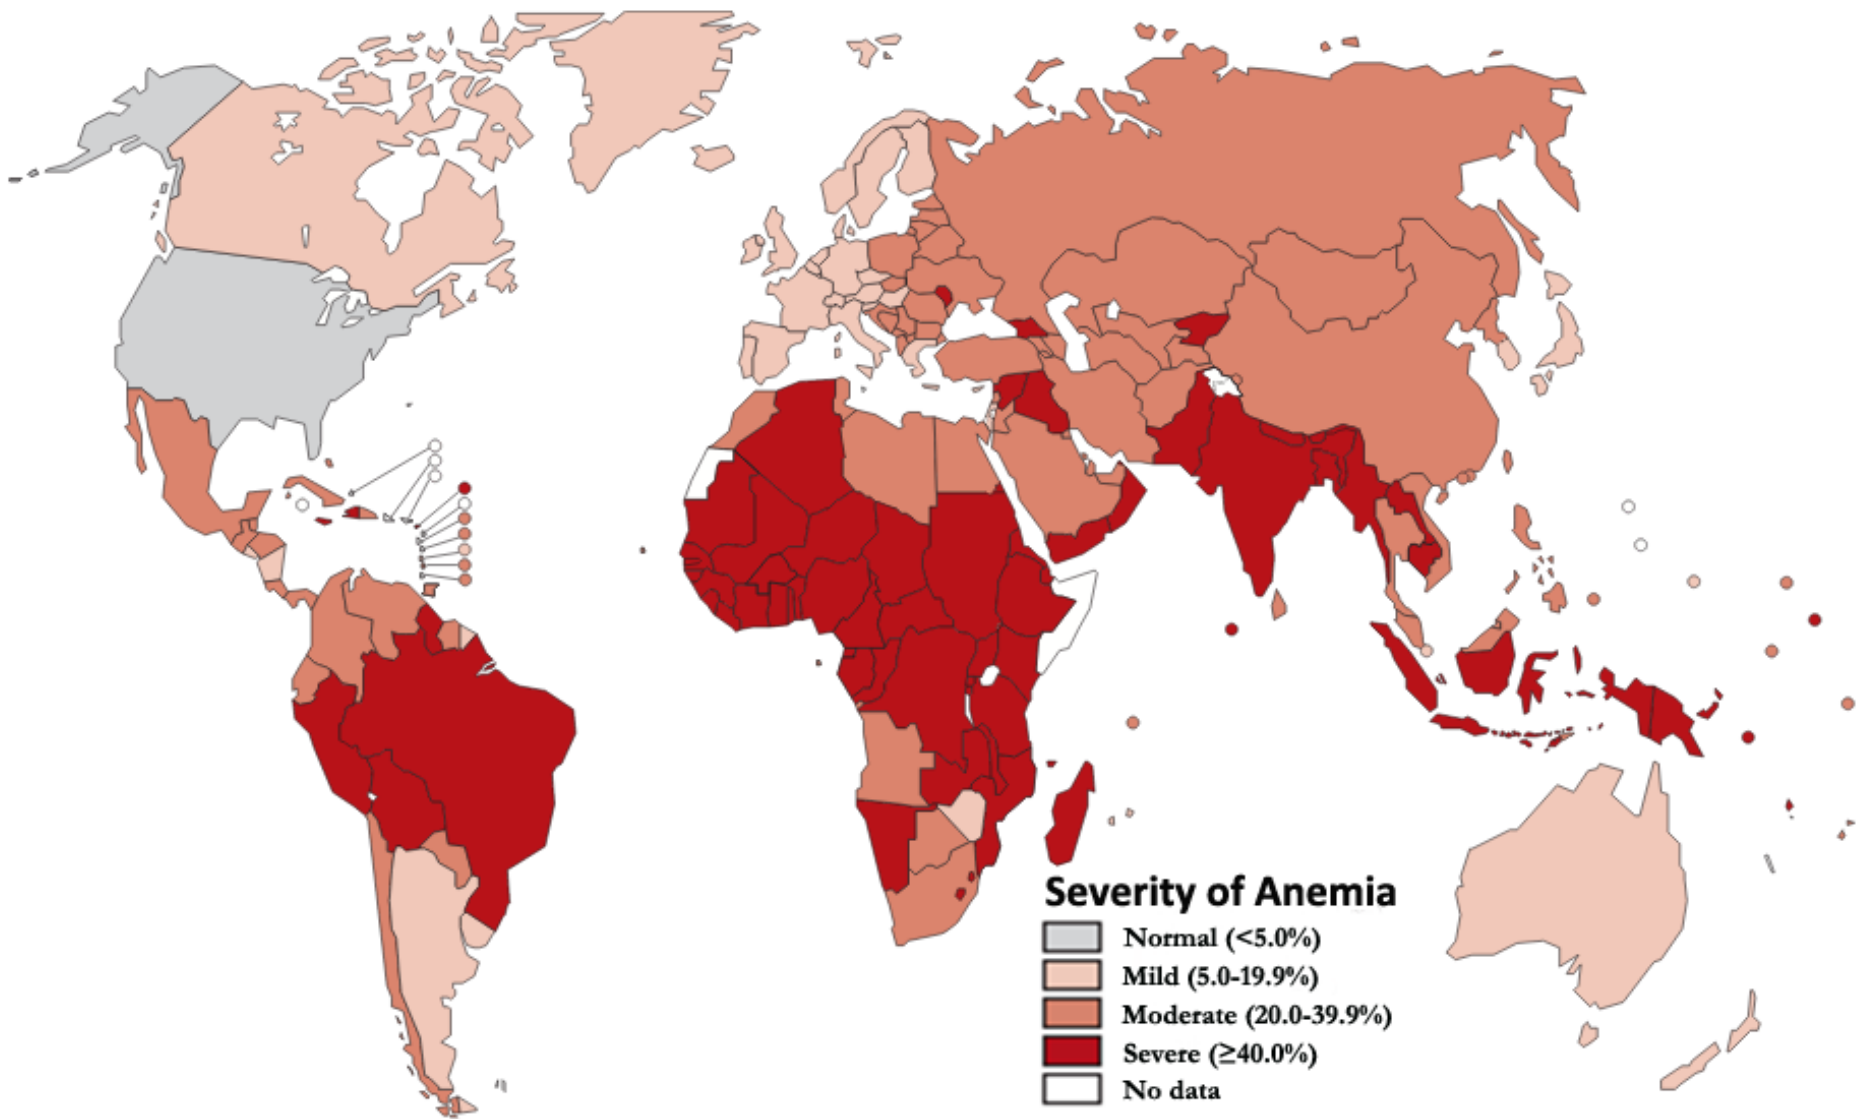 Severity of Anemia
Normal (<5.0%)
Mild (5.0-19.9%)
Moderate (20.0-39.9%)
Severe (≥40.0%)
No data